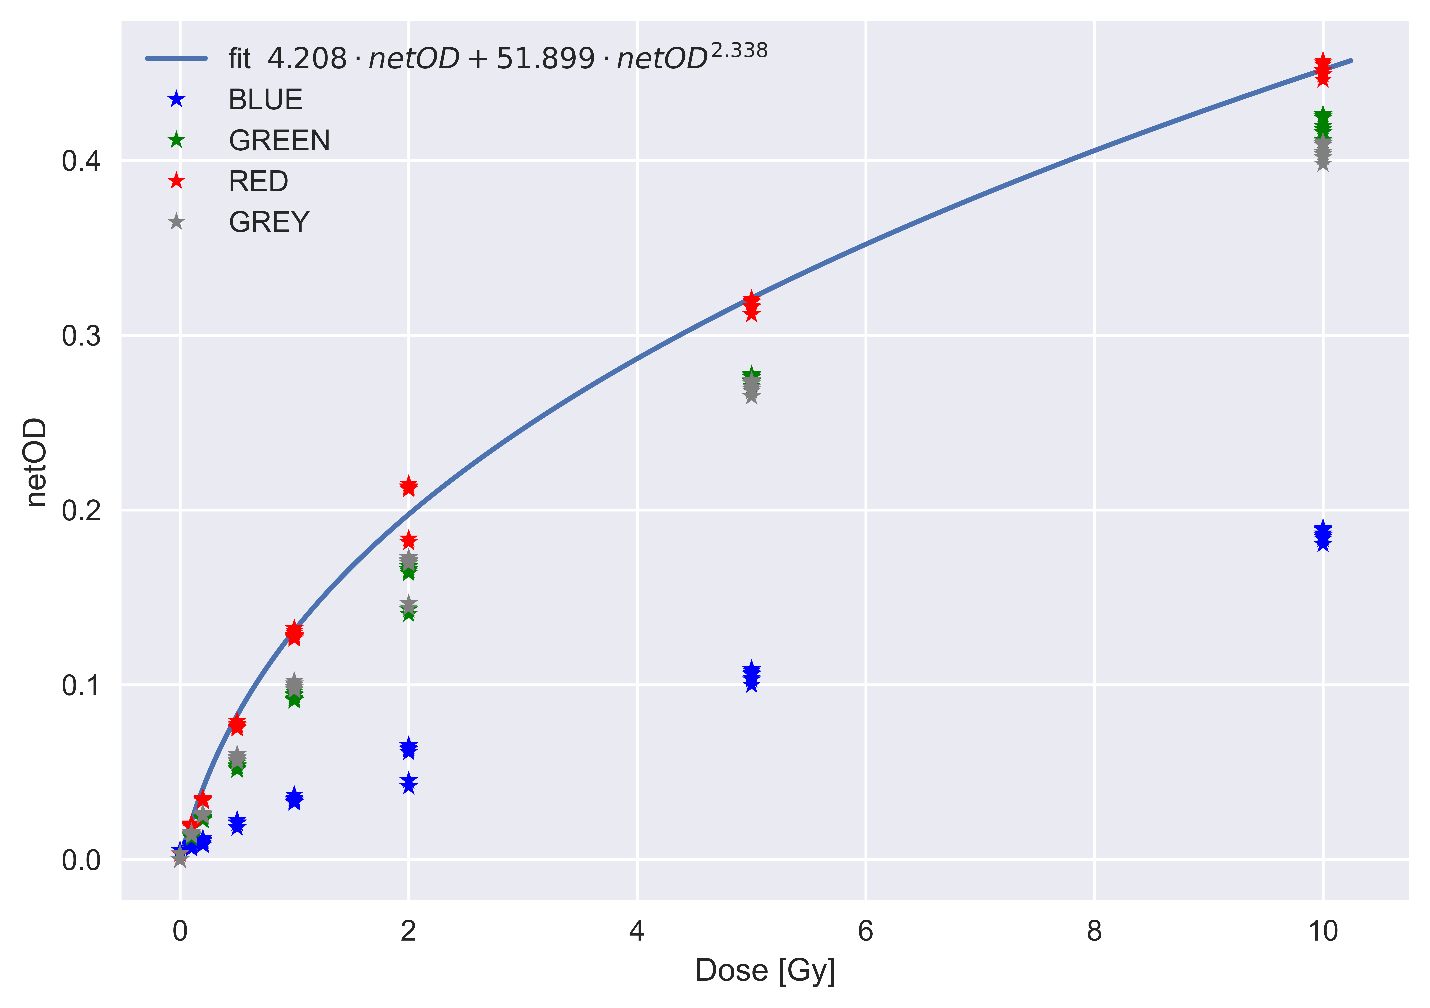 fit 4.208 · netOD + 51.899 · netOD^2.338
BLUE
GREEN
RED
GREY
0.4
0.3
0.2
0.1
0.0
netOD
0 2 4 6 8 10
Dose [Gy]